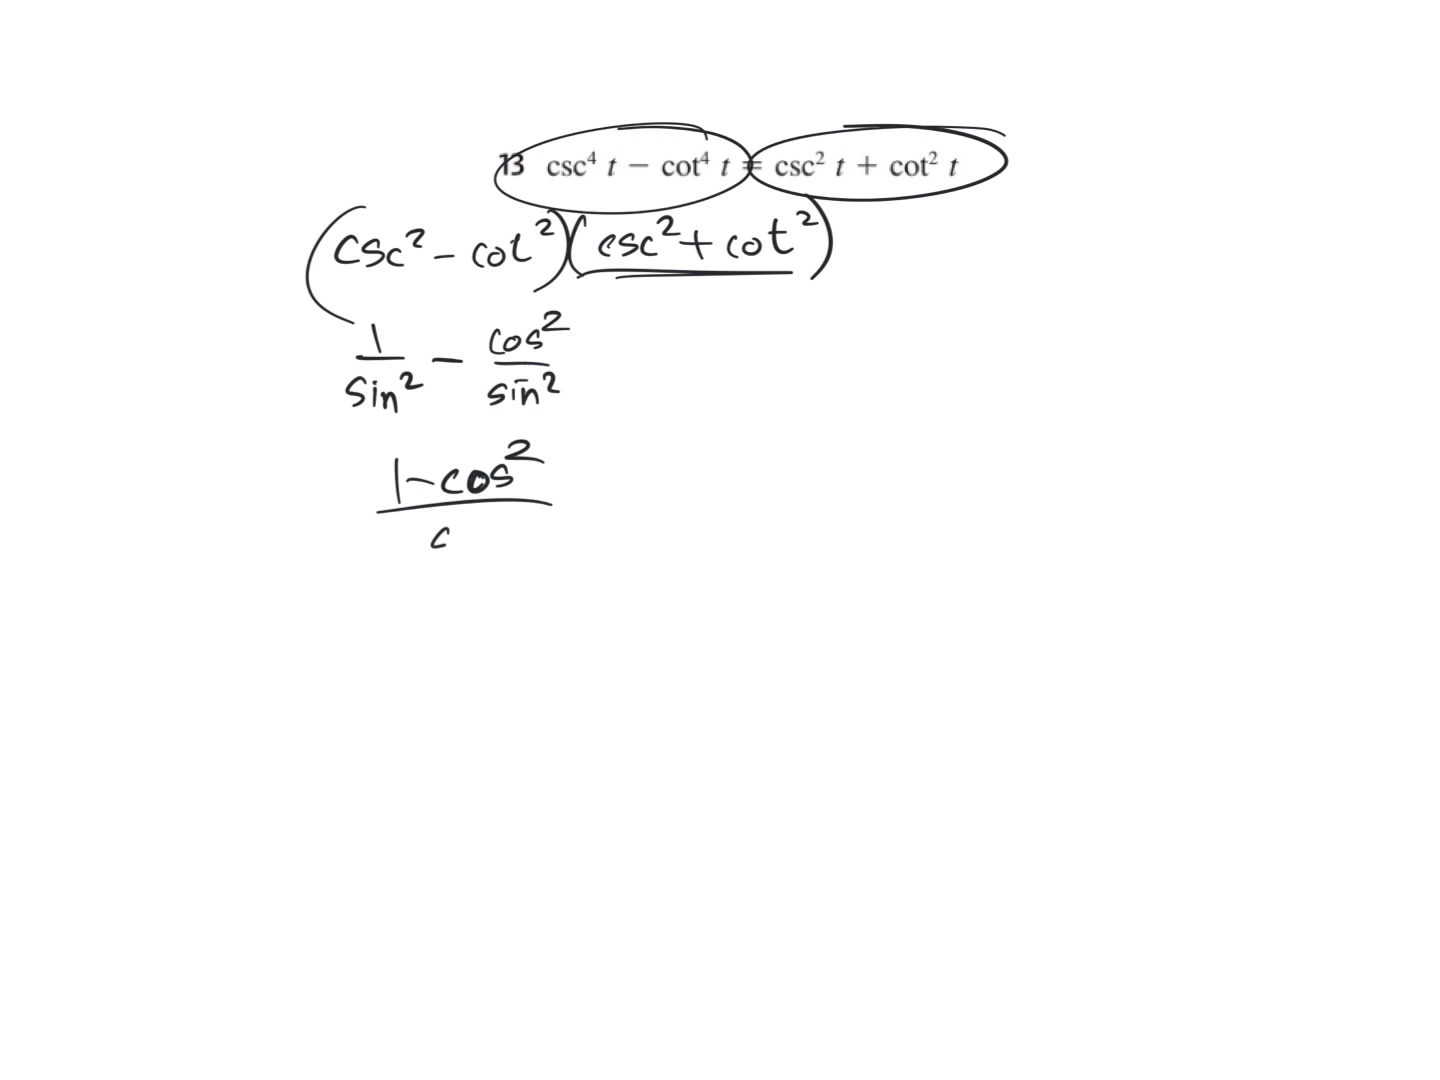 13 csc⁴ t − cot⁴ t = csc² t + cot² t
(csc² − cot²)(csc² + cot²)
1/sin² − cos²/sin²
1 − cos²
c